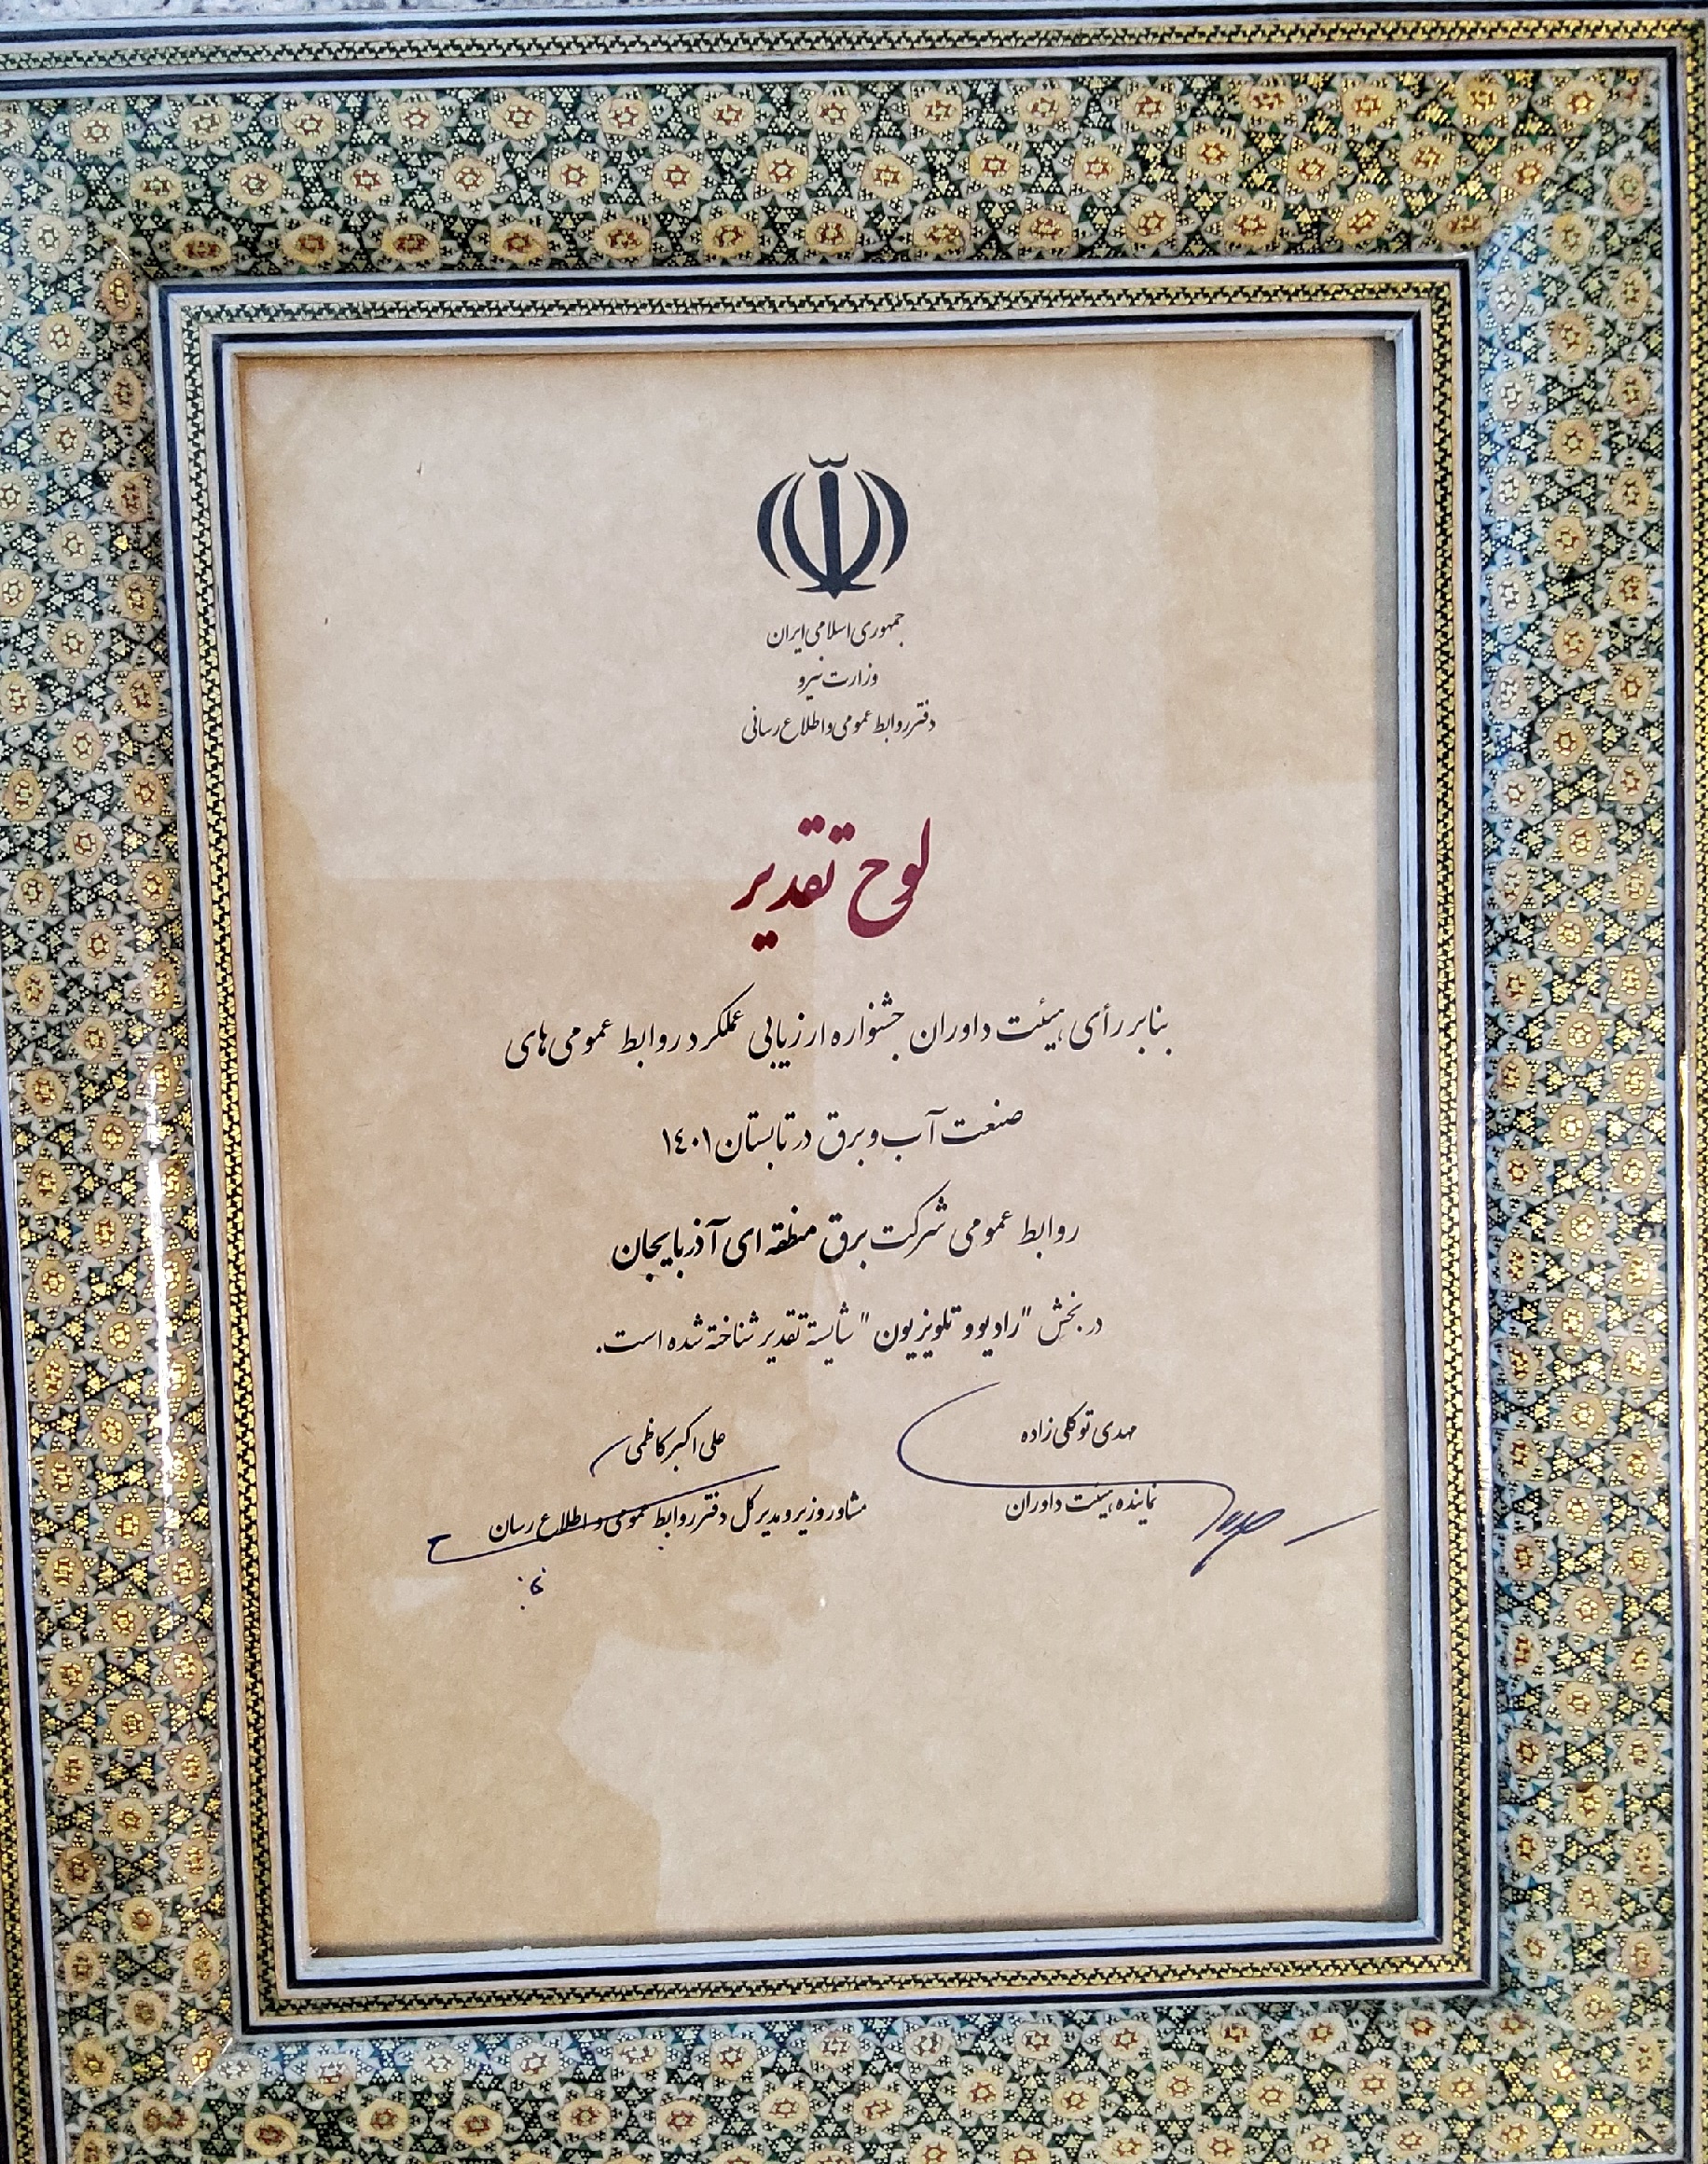 جمهوری اسلامی ایران
وزارت نیرو
دفتر روابط عمومی و اطلاع رسانی
لوح تقدیر
بنابر رأی هیئت داوران جشنواره ارزیابی عملکرد روابط عمومی های
صنعت آب و برق در تابستان ۱۴۰۱
روابط عمومی شرکت برق منطقه ای آذربایجان
در بخش "رادیو و تلویزیون" شایسته تقدیر شناخته شده است.
مهدی توکلی زاده
نماینده هیئت داوران
علی اکبر کاظمی
مشاور وزیر و مدیر کل دفتر روابط عمومی و اطلاع رسان